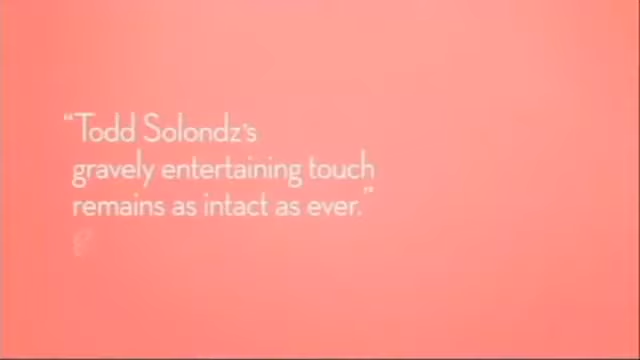 “Todd Solondz’s
gravely entertaining touch
remains as intact as ever.”